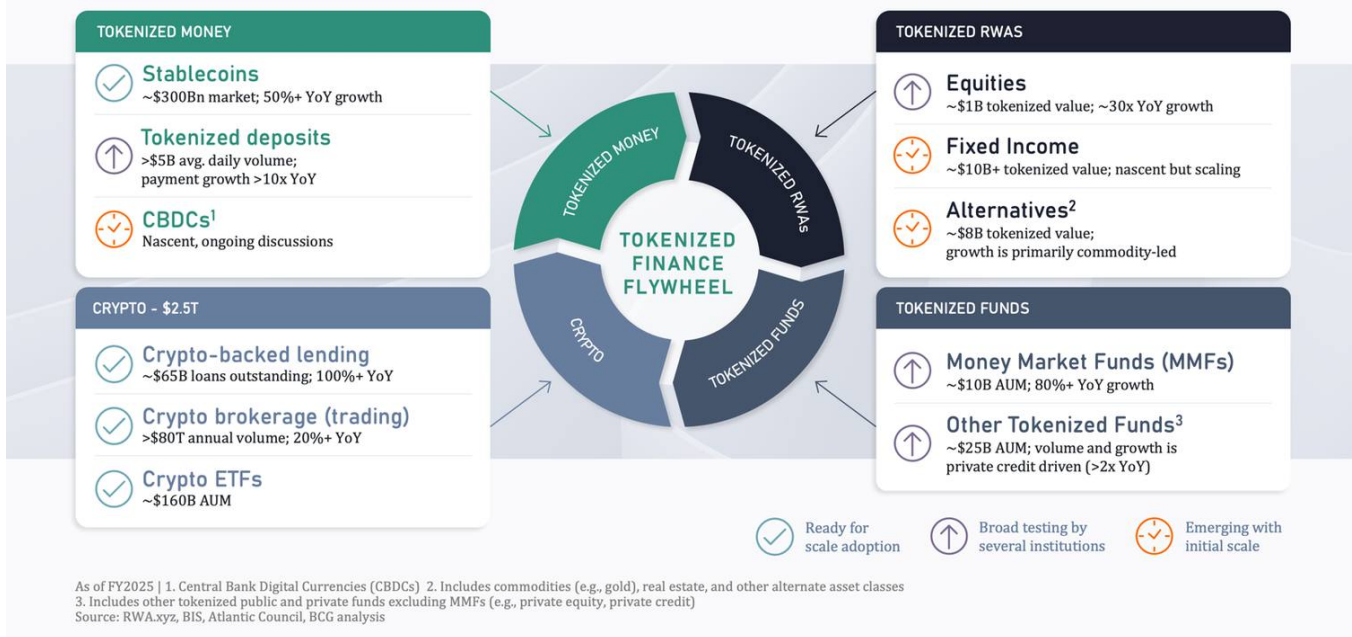 TOKENIZED MONEY
Stablecoins
~$300Bn market; 50%+ YoY growth
Tokenized deposits
>$5B avg. daily volume;
payment growth >10x YoY
CBDCs¹
Nascent, ongoing discussions
CRYPTO - $2.5T
Crypto-backed lending
~$65B loans outstanding; 100%+ YoY
Crypto brokerage (trading)
>$80T annual volume; 20%+ YoY
Crypto ETFs
~$160B AUM
TOKENIZED MONEY
TOKENIZED RWAs
TOKENIZED FUNDS
CRYPTO
TOKENIZED
FINANCE
FLYWHEEL
TOKENIZED RWAS
Equities
~$1B tokenized value; ~30x YoY growth
Fixed Income
~$10B+ tokenized value; nascent but scaling
Alternatives²
~$8B tokenized value;
growth is primarily commodity-led
TOKENIZED FUNDS
Money Market Funds (MMFs)
~$10B AUM; 80%+ YoY growth
Other Tokenized Funds³
~$25B AUM; volume and growth is
private credit driven (>2x YoY)
Ready for
scale adoption
Broad testing by
several institutions
Emerging with
initial scale
As of FY2025 | 1. Central Bank Digital Currencies (CBDCs) 2. Includes commodities (e.g., gold), real estate, and other alternate asset classes
3. Includes other tokenized public and private funds excluding MMFs (e.g., private equity, private credit)
Source: RWA.xyz, BIS, Atlantic Council, BCG analysis